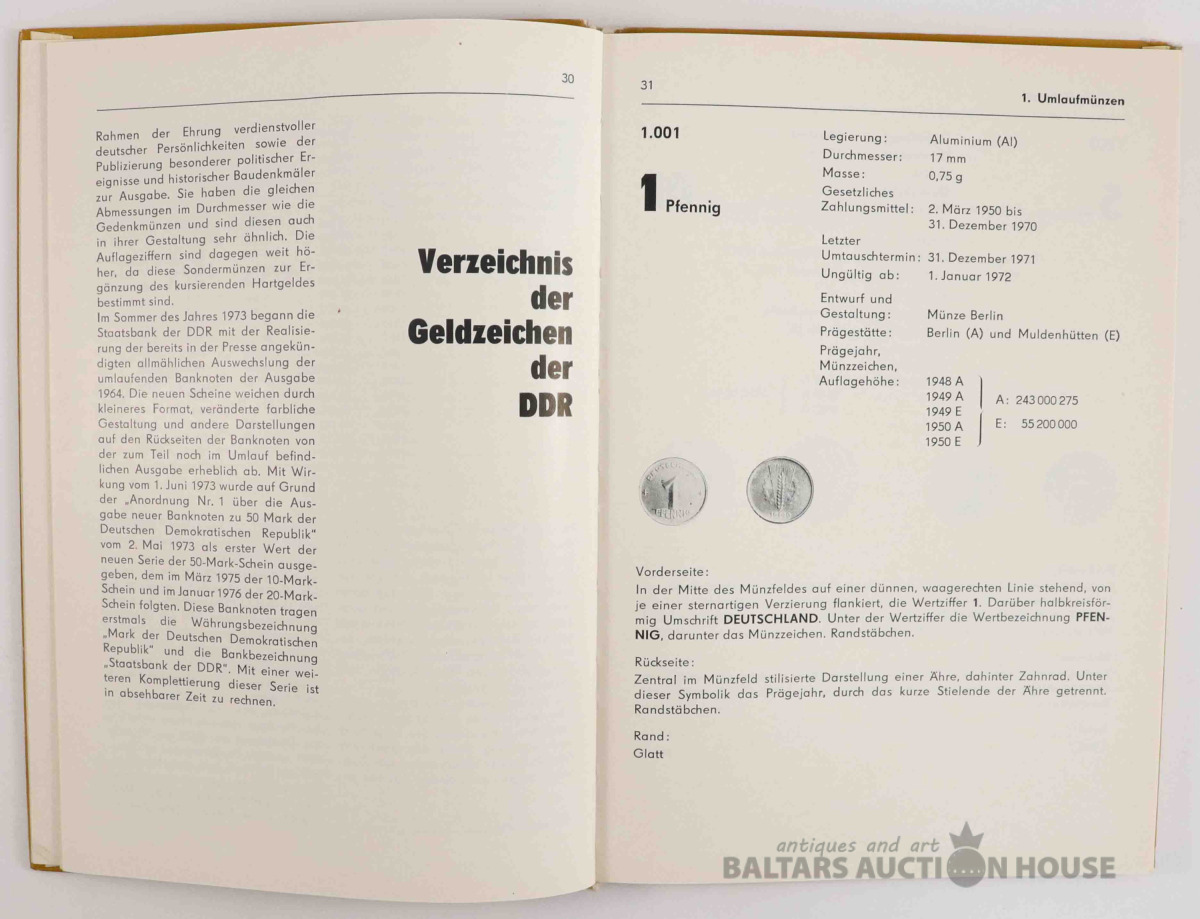 30
Rahmen der Ehrung verdienstvoller
deutscher Persönlichkeiten sowie der
Publizierung besonderer politischer Er-
eignisse und historischer Baudenkmäler
zur Ausgabe. Sie haben die gleichen
Abmessungen im Durchmesser wie die
Gedenkmünzen und sind diesen auch
in ihrer Gestaltung sehr ähnlich. Die
Auflageziffern sind dagegen weit hö-
her, da diese Sondermünzen zur Er-
gänzung des kursierenden Hartgeldes
bestimmt sind.
Im Sommer des Jahres 1973 begann die
Staatsbank der DDR mit der Realisie-
rung der bereits in der Presse angekün-
digten allmählichen Auswechslung der
umlaufenden Banknoten der Ausgabe
1964. Die neuen Scheine weichen durch
kleineres Format, veränderte farbliche
Gestaltung und andere Darstellungen
auf den Rückseiten der Banknoten von
der zum Teil noch im Umlauf befind-
lichen Ausgabe erheblich ab. Mit Wir-
kung vom 1. Juni 1973 wurde auf Grund
der „Anordnung Nr. 1 über die Aus-
gabe neuer Banknoten zu 50 Mark der
Deutschen Demokratischen Republik"
vom 2. Mai 1973 als erster Wert der
neuen Serie der 50-Mark-Schein ausge-
geben, dem im März 1975 der 10-Mark-
Schein und im Januar 1976 der 20-Mark-
Schein folgten. Diese Banknoten tragen
erstmals die Währungsbezeichnung
„Mark der Deutschen Demokratischen
Republik" und die Bankbezeichnung
„Staatsbank der DDR". Mit einer wei-
teren Komplettierung dieser Serie ist
in absehbarer Zeit zu rechnen.
Verzeichnis
der
Geldzeichen
der
DDR
31
1. Umlaufmünzen
1.001
1 Pfennig
Legierung: Aluminium (Al)
Durchmesser: 17 mm
Masse: 0,75 g
Gesetzliches
Zahlungsmittel: 2. März 1950 bis
31. Dezember 1970
Letzter
Umtauschtermin: 31. Dezember 1971
Ungültig ab: 1. Januar 1972
Entwurf und
Gestaltung: Münze Berlin
Prägestätte: Berlin (A) und Muldenhütten (E)
Prägejahr,
Münzzeichen,
Auflagehöhe: 1948 A
1949 A A: 243 000 275
1949 E
1950 A E: 55 200 000
1950 E
1
PFENNIG
Vorderseite:
In der Mitte des Münzfeldes auf einer dünnen, waagerechten Linie stehend, von
je einer sternartigen Verzierung flankiert, die Wertziffer 1. Darüber halbkreisför-
mig Umschrift DEUTSCHLAND. Unter der Wertziffer die Wertbezeichnung PFEN-
NIG, darunter das Münzzeichen. Randstäbchen.
Rückseite:
Zentral im Münzfeld stilisierte Darstellung einer Ähre, dahinter Zahnrad. Unter
dieser Symbolik das Prägejahr, durch das kurze Stielende der Ähre getrennt.
Randstäbchen.
Rand:
Glatt
antiques and art
BALTARS AUCTION HOUSE